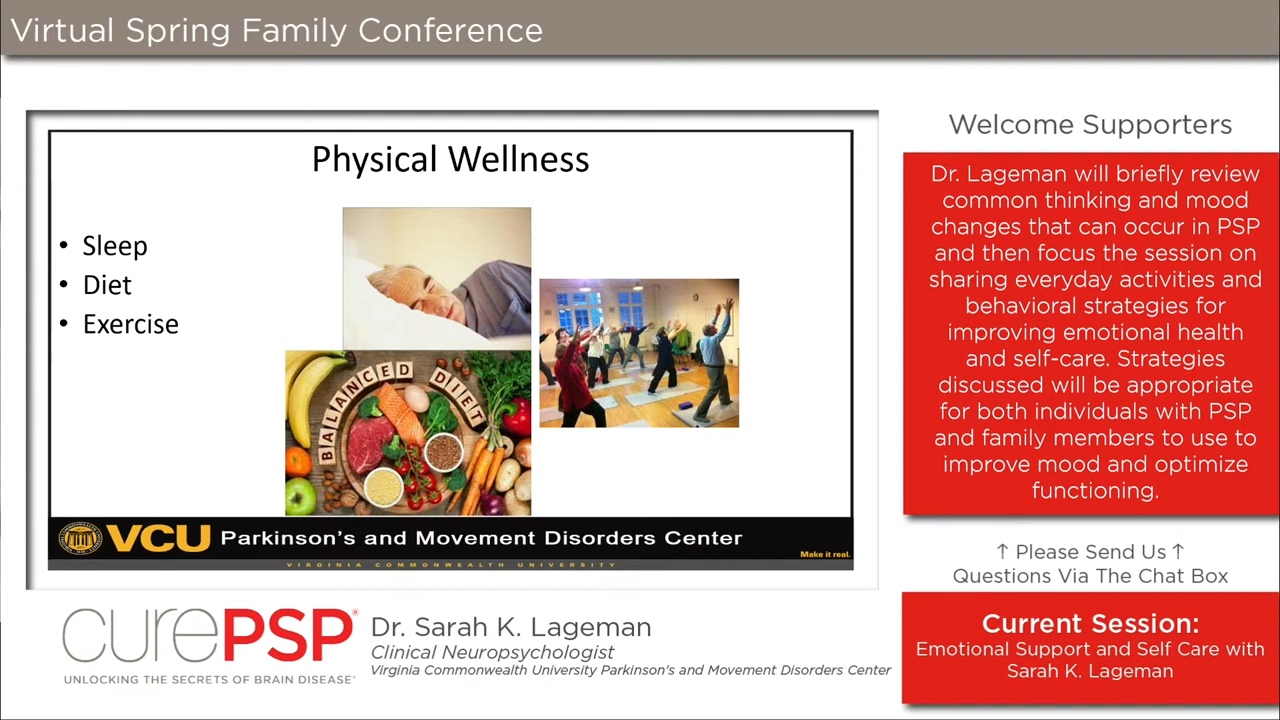 Virtual Spring Family Conference
Physical Wellness
• Sleep
• Diet
• Exercise
BALANCED DIET
VCU Parkinson's and Movement Disorders Center
Make it real.
VIRGINIA COMMONWEALTH UNIVERSITY
curePSP®
UNLOCKING THE SECRETS OF BRAIN DISEASE®
Dr. Sarah K. Lageman
Clinical Neuropsychologist
Virginia Commonwealth University Parkinson's and Movement Disorders Center
Welcome Supporters
Dr. Lageman will briefly review
common thinking and mood
changes that can occur in PSP
and then focus the session on
sharing everyday activities and
behavioral strategies for
improving emotional health
and self-care. Strategies
discussed will be appropriate
for both individuals with PSP
and family members to use to
improve mood and optimize
functioning.
↑ Please Send Us ↑
Questions Via The Chat Box
Current Session:
Emotional Support and Self Care with
Sarah K. Lageman